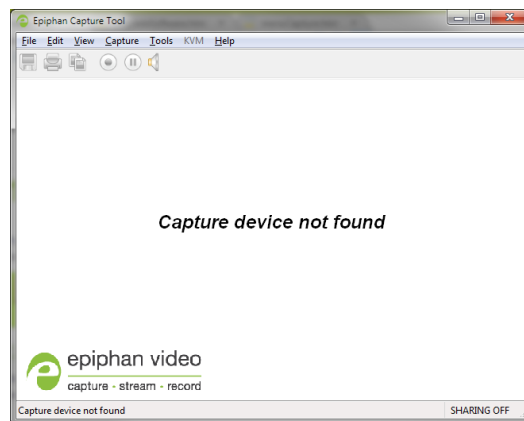 Epiphan Capture Tool
File Edit View Capture Tools KVM Help
Capture device not found
epiphan video
capture - stream - record
Capture device not found SHARING OFF